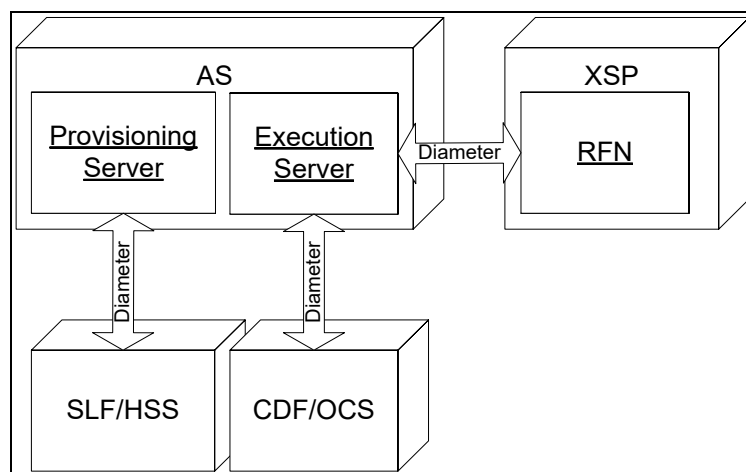 AS
XSP
Provisioning
Server
Execution
Server
Diameter
RFN
Diameter
Diameter
SLF/HSS
CDF/OCS